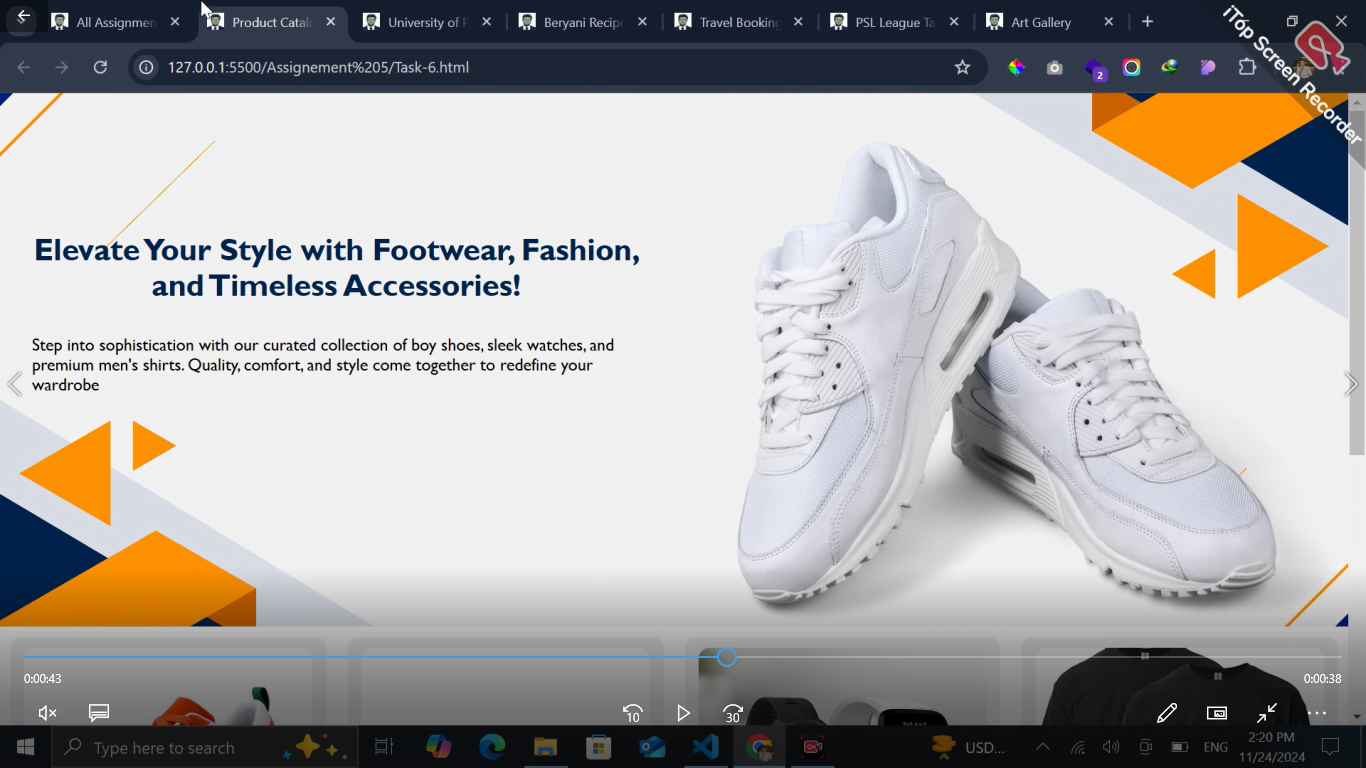 All Assignmen
Product Catal
University of P
Beryani Recipe
Travel Booking
PSL League Ta
Art Gallery
iTop Screen Recorder
127.0.0.1:5500/Assignement%205/Task-6.html
2
Elevate Your Style with Footwear, Fashion,
and Timeless Accessories!
Step into sophistication with our curated collection of boy shoes, sleek watches, and
premium men's shirts. Quality, comfort, and style come together to redefine your
wardrobe
0:00:43
0:00:38
10
30
Type here to search
USD...
ENG
2:20 PM
11/24/2024